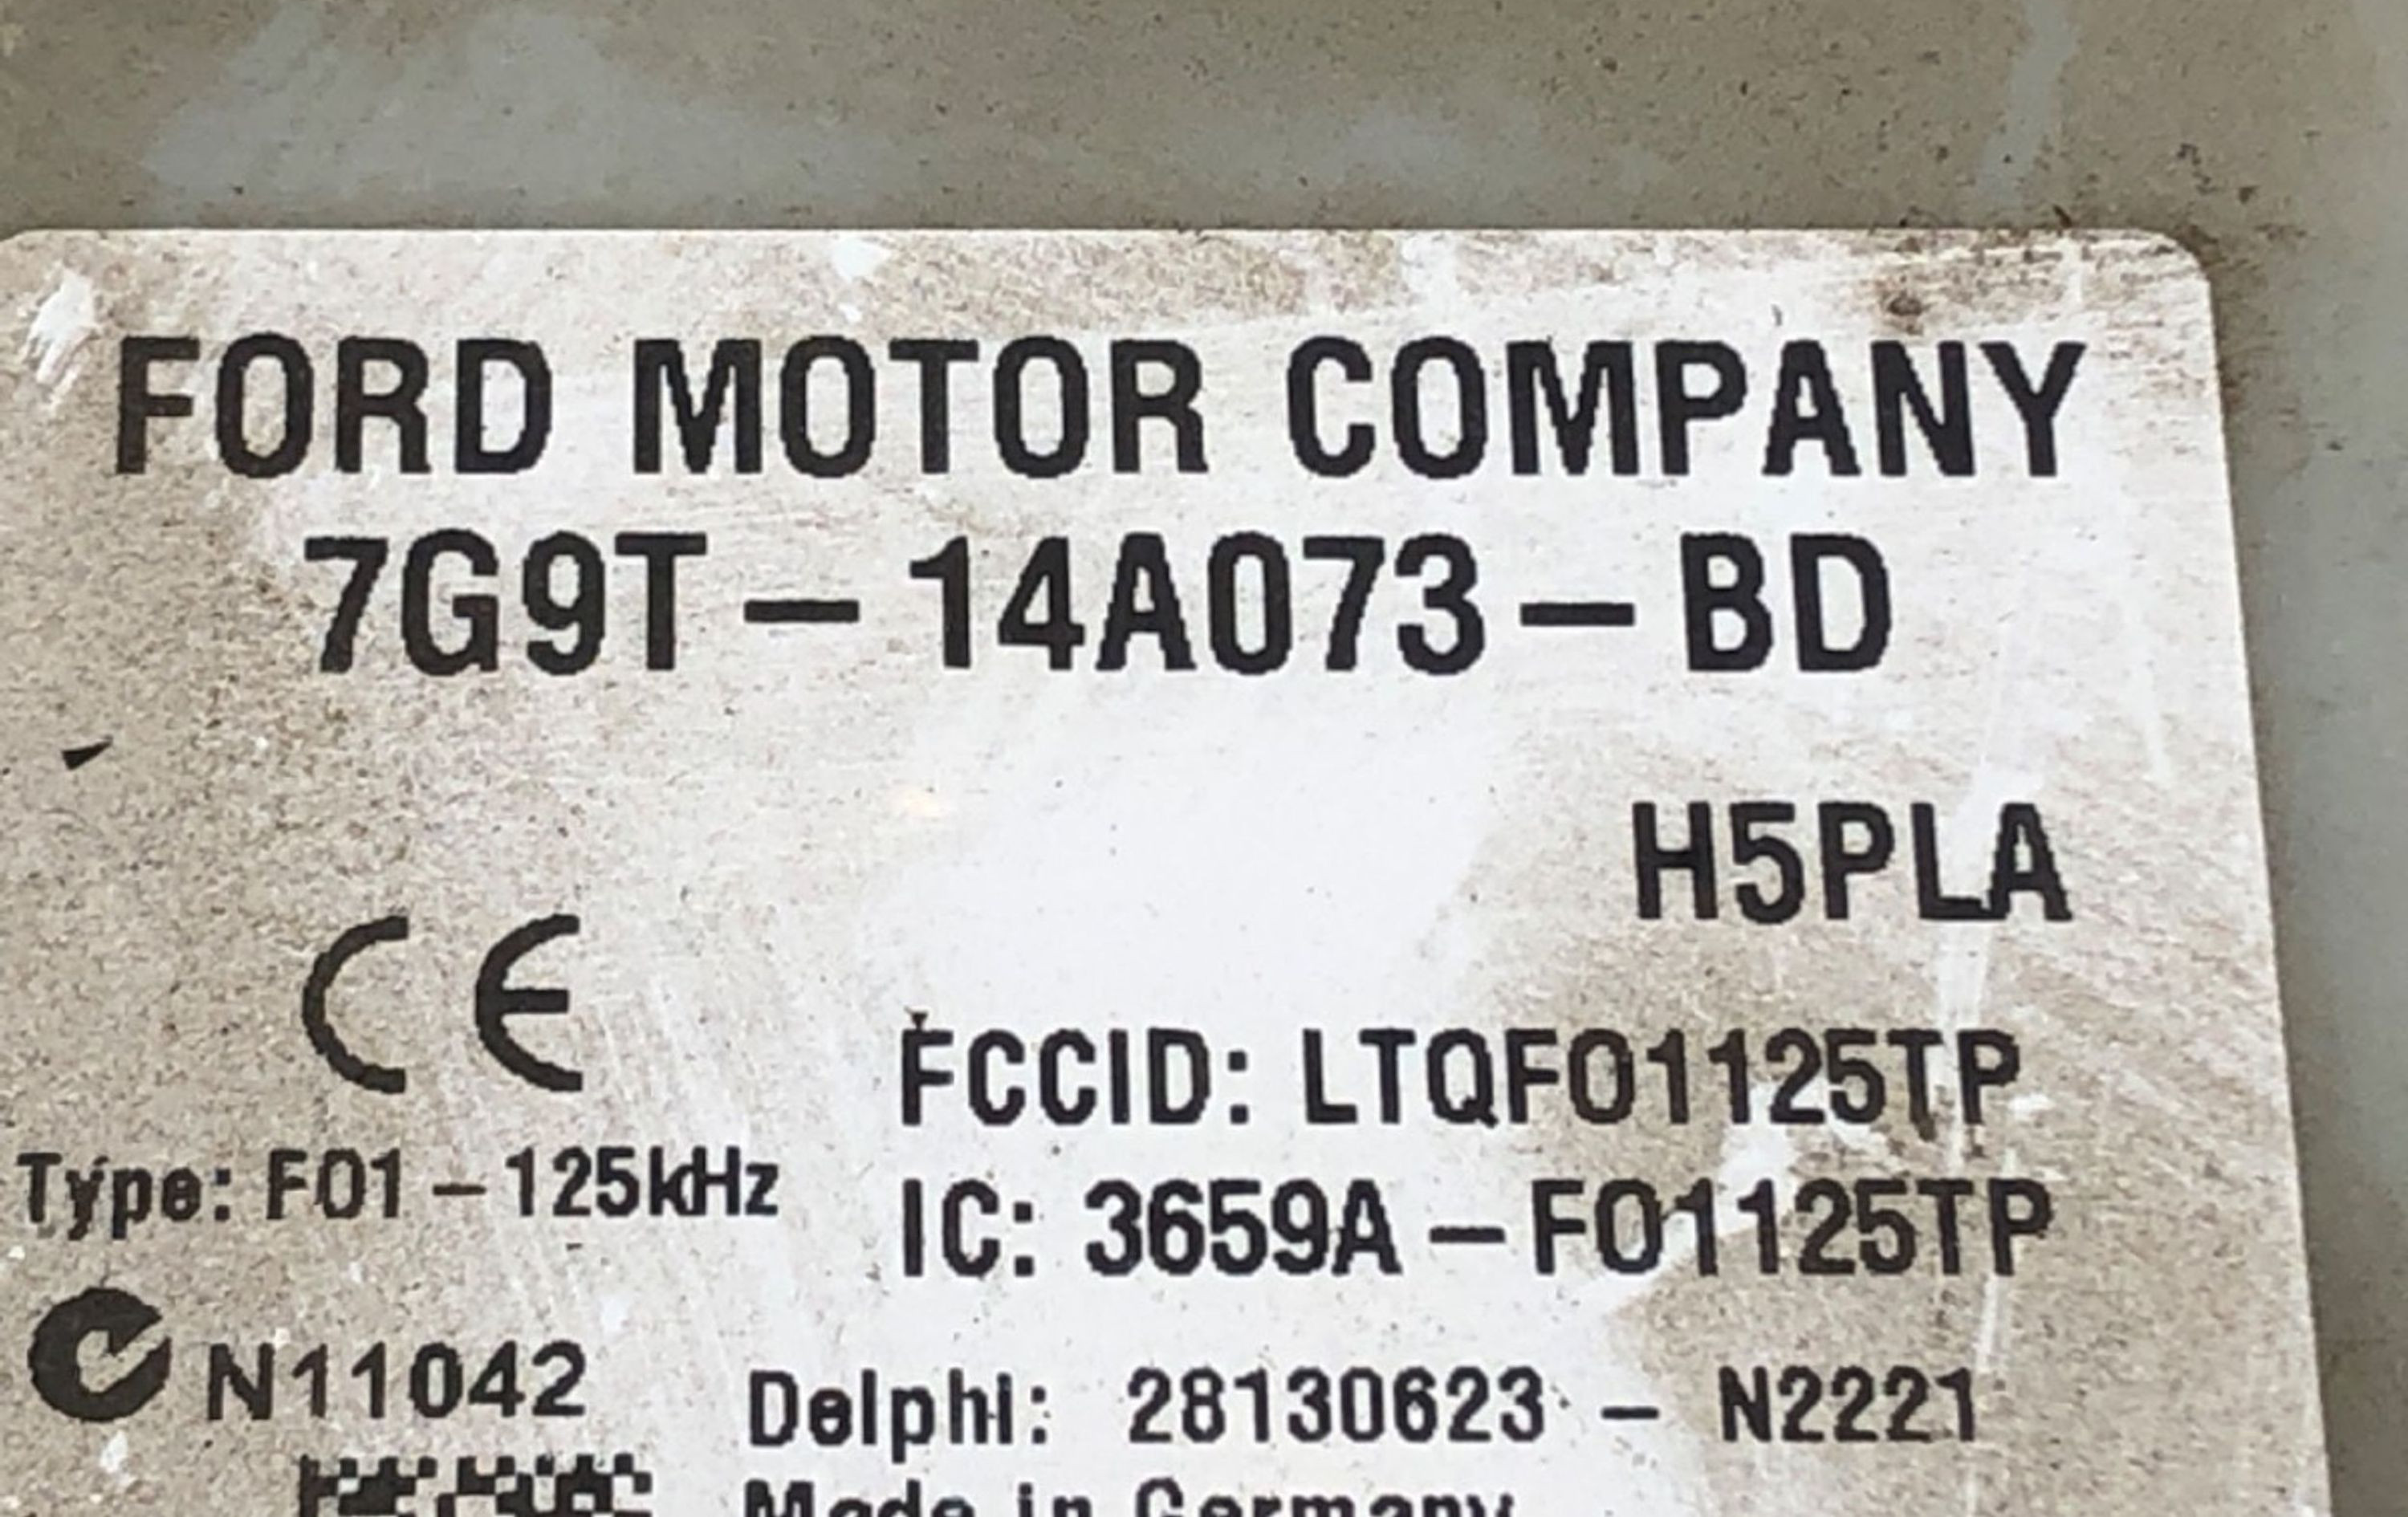 FORD MOTOR COMPANY
7G9T-14A073-BD
H5PLA
CE
FCCID: LTQFO1125TP
Type: FO1-125kHz
IC: 3659A-FO1125TP
N11042
Delphi: 28130623 - N2221
Made in Germany